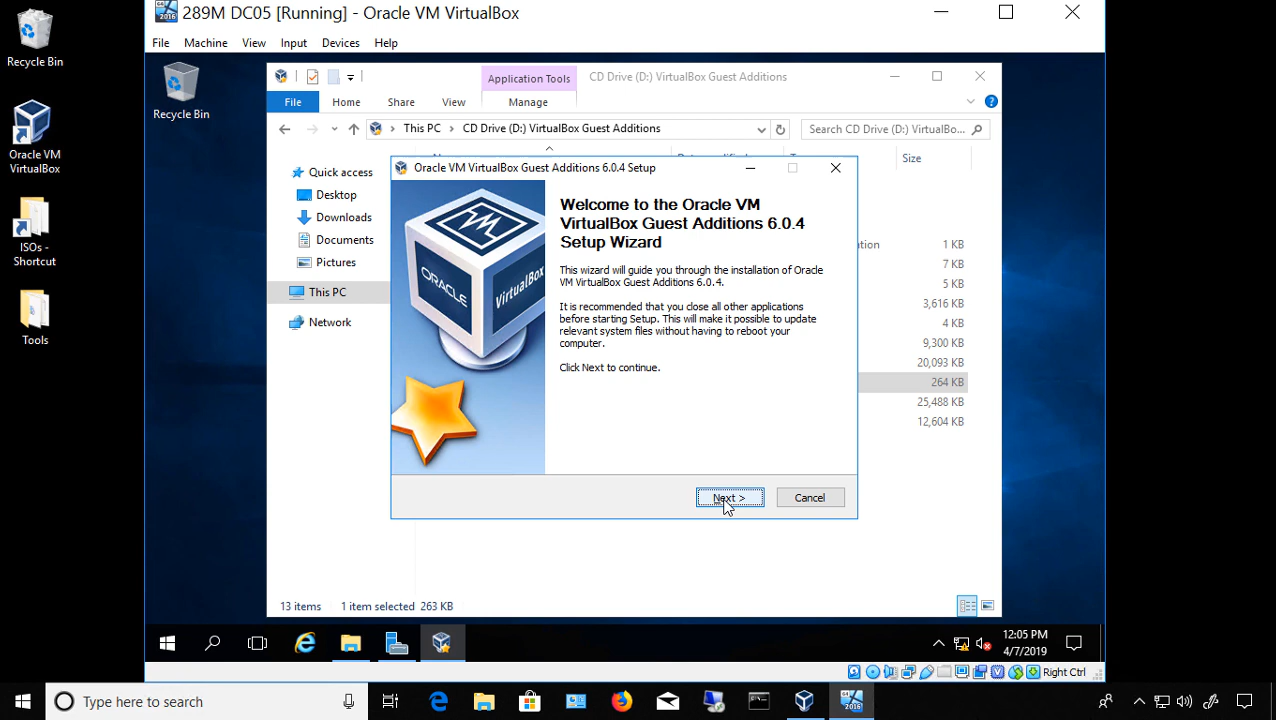 289M DC05 [Running] - Oracle VM VirtualBox
File Machine View Input Devices Help
Recycle Bin
Oracle VM
VirtualBox
ISOs -
Shortcut
Tools
Recycle Bin
Application Tools
CD Drive (D:) VirtualBox Guest Additions
File Home Share View Manage
This PC > CD Drive (D:) VirtualBox Guest Additions
Search CD Drive (D:) VirtualBo...
Size
Quick access
Desktop
Downloads
Documents
Pictures
This PC
Network
1 KB
7 KB
5 KB
3,616 KB
4 KB
9,300 KB
20,093 KB
264 KB
25,488 KB
12,604 KB
Oracle VM VirtualBox Guest Additions 6.0.4 Setup
ORACLE
VirtualBox
Welcome to the Oracle VM
VirtualBox Guest Additions 6.0.4
Setup Wizard
This wizard will guide you through the installation of Oracle
VM VirtualBox Guest Additions 6.0.4.
It is recommended that you close all other applications
before starting Setup. This will make it possible to update
relevant system files without having to reboot your
computer.
Click Next to continue.
Next >
Cancel
13 items 1 item selected 263 KB
12:05 PM
4/7/2019
Right Ctrl
Type here to search
2016